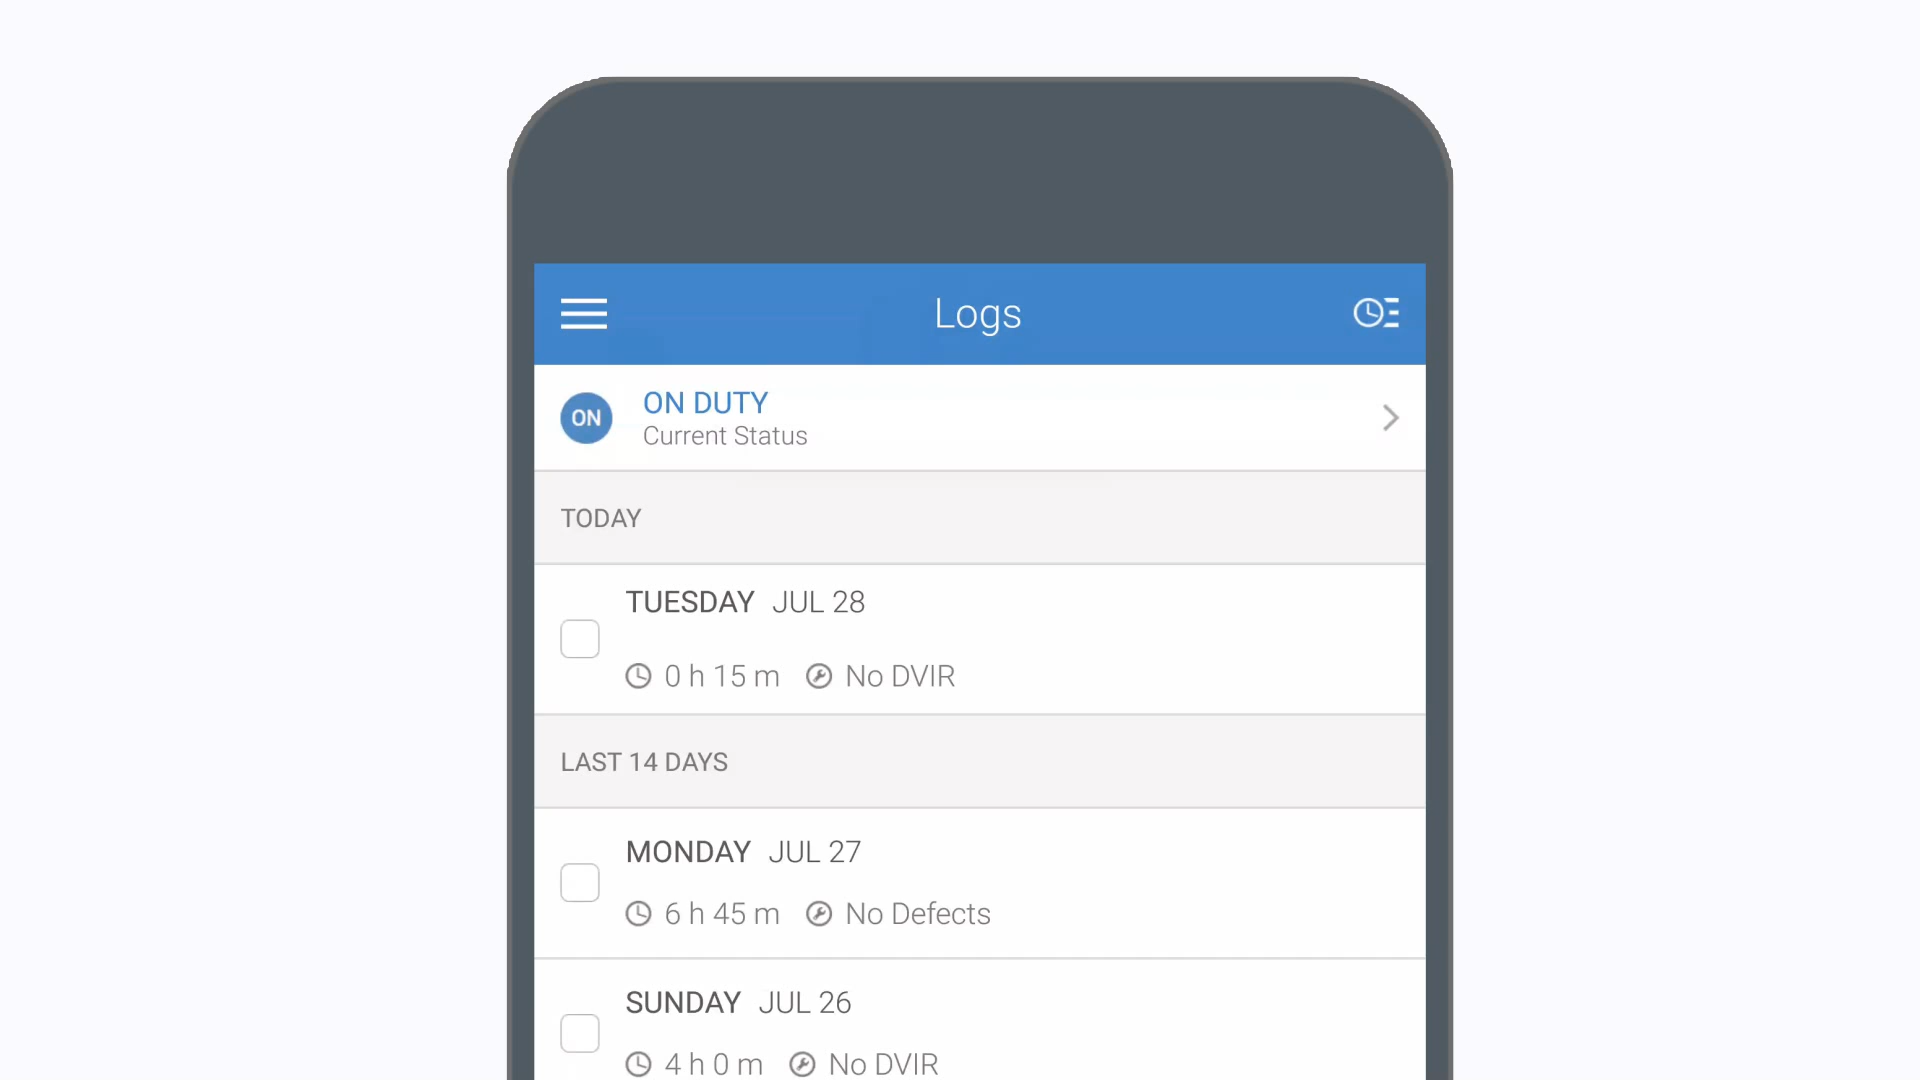 Logs
ON
ON DUTY
Current Status
TODAY
TUESDAY JUL 28
0 h 15 m No DVIR
LAST 14 DAYS
MONDAY JUL 27
6 h 45 m No Defects
SUNDAY JUL 26
4 h 0 m No DVIR